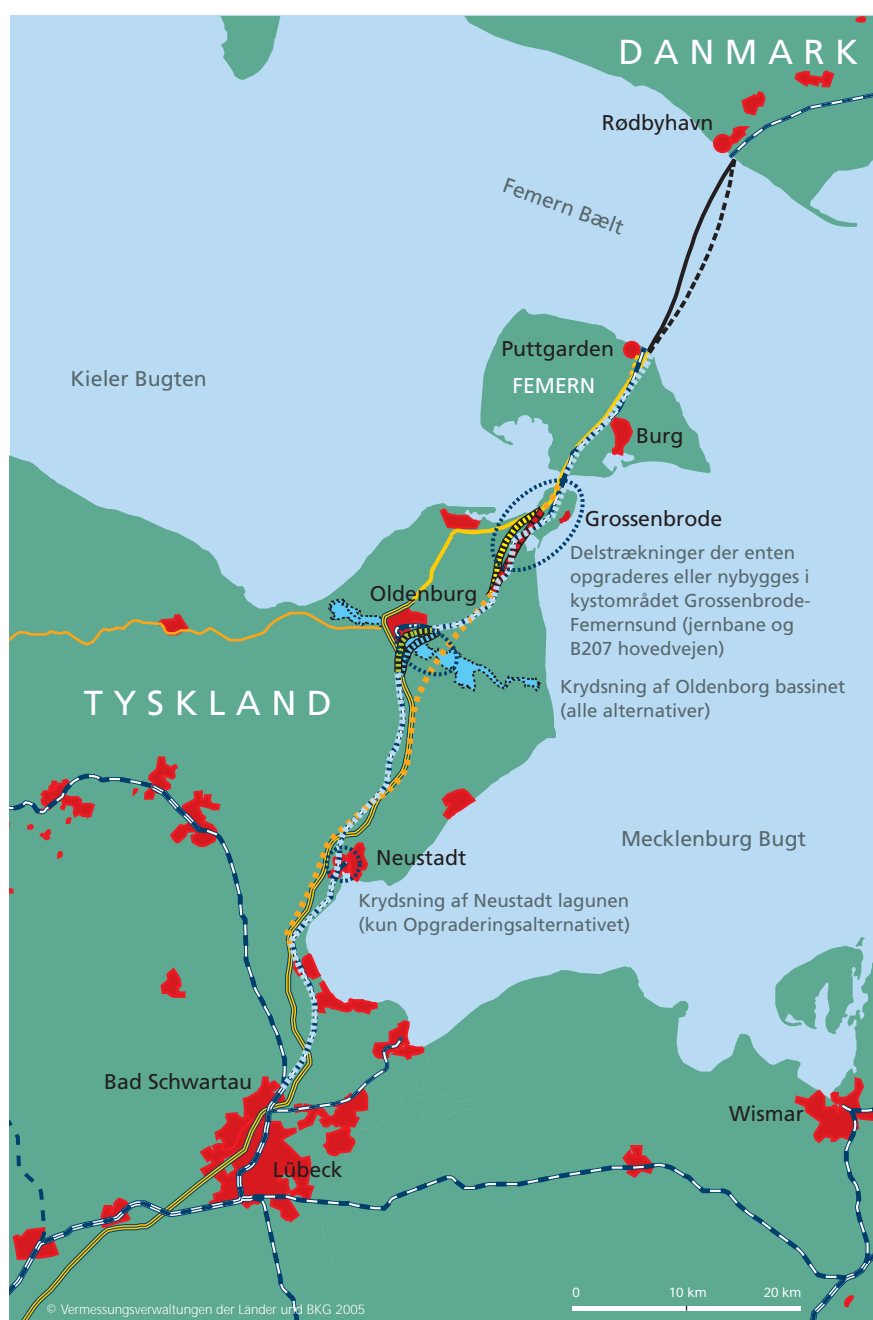 DANMARK
Rødbyhavn
Femern Bælt
Puttgarden
Kieler Bugten
FEMERN
Burg
Grossenbrode
Delstrækninger der enten
opgraderes eller nybygges i
kystområdet Grossenbrode-
Femernsund (jernbane og
B207 hovedvejen)
Oldenburg
Krydsning af Oldenborg bassinet
(alle alternativer)
TYSKLAND
Mecklenburg Bugt
Neustadt
Krydsning af Neustadt lagunen
(kun Opgraderingsalternativet)
Bad Schwartau
Wismar
Lübeck
0 10 km 20 km
© Vermessungsverwaltungen der Länder und BKG 2005